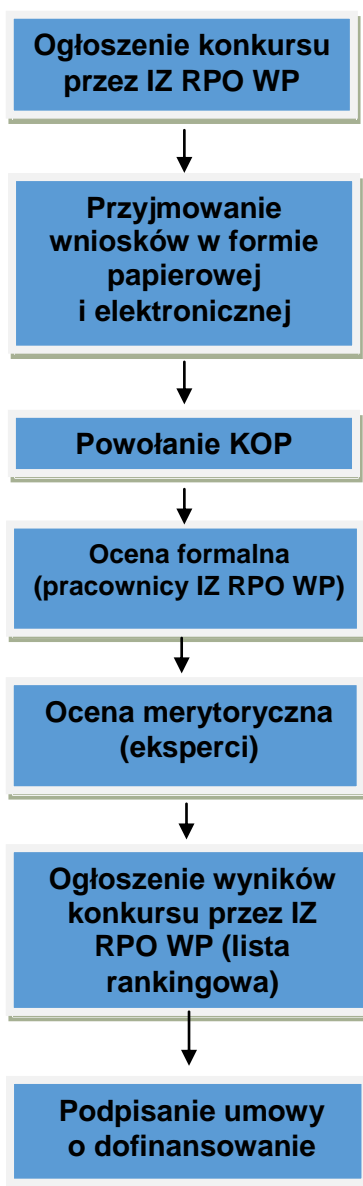 Ogłoszenie konkursu
przez IZ RPO WP
Przyjmowanie
wniosków w formie
papierowej
i elektronicznej
Powołanie KOP
Ocena formalna
(pracownicy IZ RPO WP)
Ocena merytoryczna
(eksperci)
Ogłoszenie wyników
konkursu przez IZ
RPO WP (lista
rankingowa)
Podpisanie umowy
o dofinansowanie